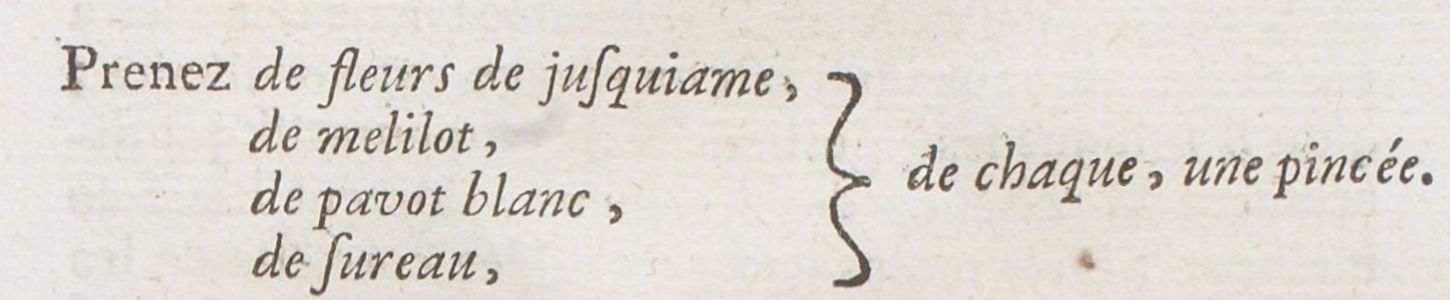 Prenez de fleurs de juſquiame,
de melilot,
de pavot blanc,
de ſureau,
de chaque, une pincée.